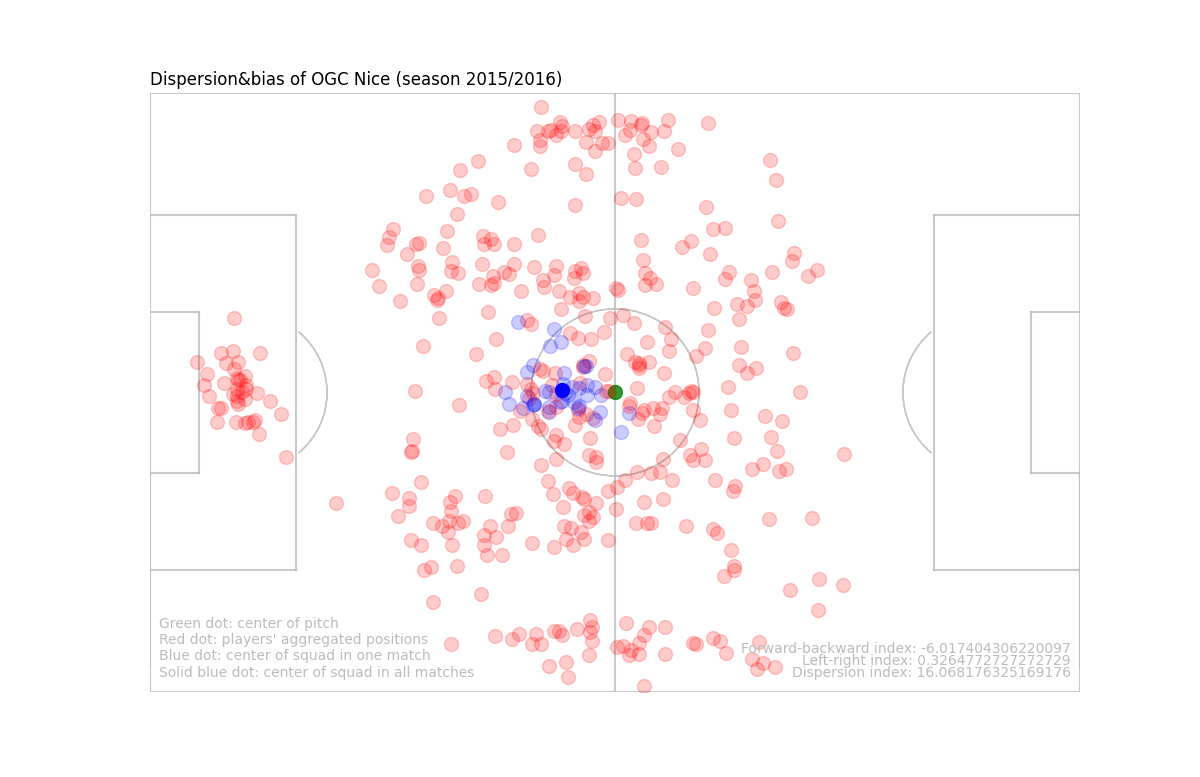 Dispersion&bias of OGC Nice (season 2015/2016)
Green dot: center of pitch
Red dot: players' aggregated positions
Blue dot: center of squad in one match
Solid blue dot: center of squad in all matches
Forward-backward index: -6.017404306220097
Left-right index: 0.3264772727272729
Dispersion index: 16.068176325169176